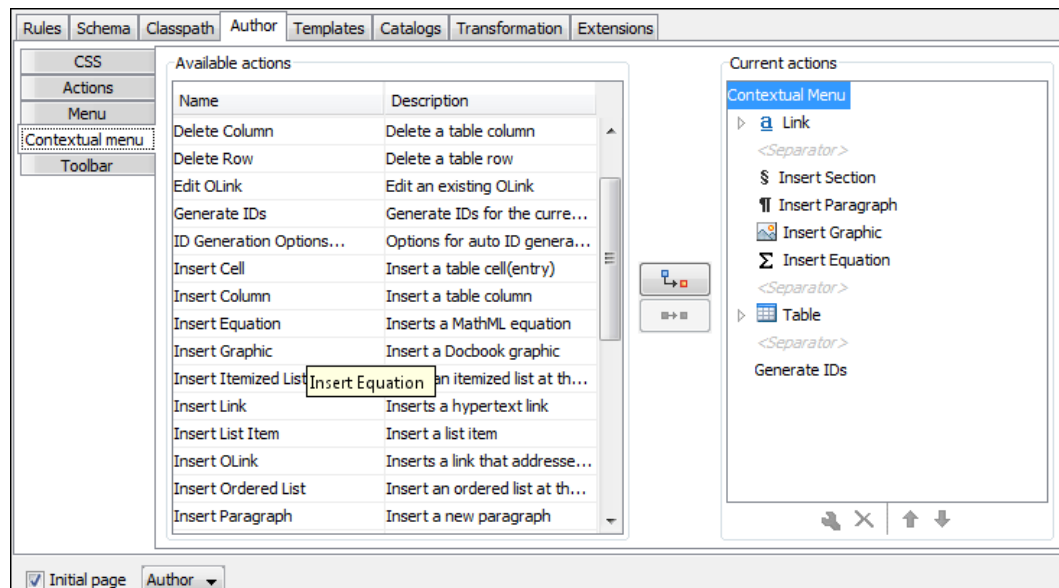 Rules Schema Classpath Author Templates Catalogs Transformation Extensions
CSS
Actions
Menu
Contextual menu
Toolbar
Available actions
Name Description
Delete Column Delete a table column
Delete Row Delete a table row
Edit OLink Edit an existing OLink
Generate IDs Generate IDs for the curre...
ID Generation Options... Options for auto ID genera...
Insert Cell Insert a table cell(entry)
Insert Column Insert a table column
Insert Equation Inserts a MathML equation
Insert Graphic Insert a Docbook graphic
Insert Itemized List an itemized list at th...
Insert Equation
Insert Link Inserts a hypertext link
Insert List Item Insert a list item
Insert OLink Inserts a link that addresse...
Insert Ordered List Insert an ordered list at th...
Insert Paragraph Insert a new paragraph
Current actions
Contextual Menu
a Link
<Separator>
§ Insert Section
¶ Insert Paragraph
Insert Graphic
Σ Insert Equation
<Separator>
Table
<Separator>
Generate IDs
Initial page Author